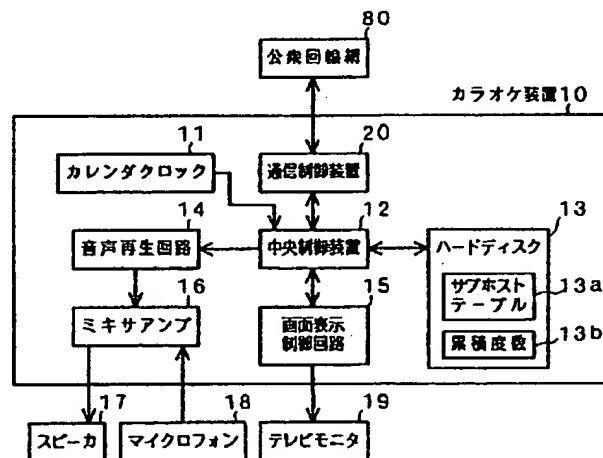 80
公衆回線網
カラオケ装置10
11
20
カレンダクロック
通信制御装置
14
12
13
音声再生回路
中央制御装置
ハードディスク
16
15
サブホスト
テーブル
13a
ミキサアンプ
画面表示
制御回路
累積度数
13b
17
18
19
スピーカ
マイクロフォン
テレビモニタ